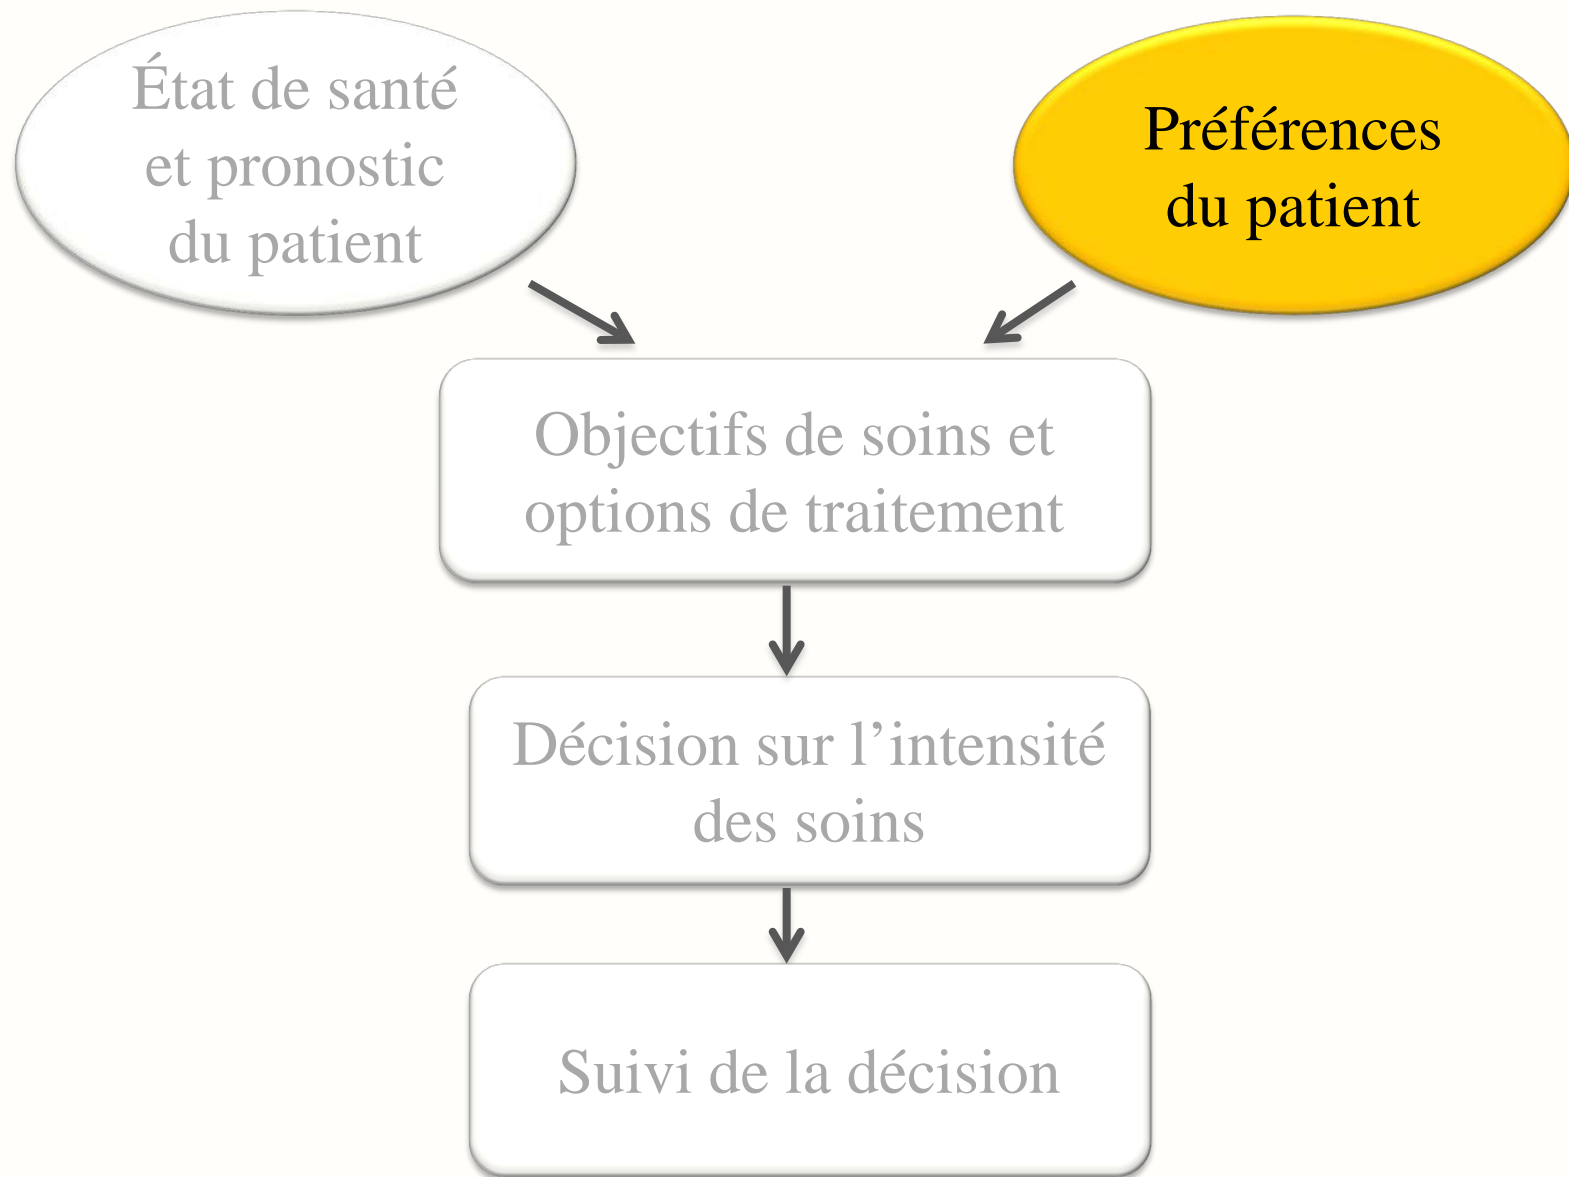 État de santé
et pronostic
du patient
Préférences
du patient
Objectifs de soins et
options de traitement
Décision sur l’intensité
des soins
Suivi de la décision